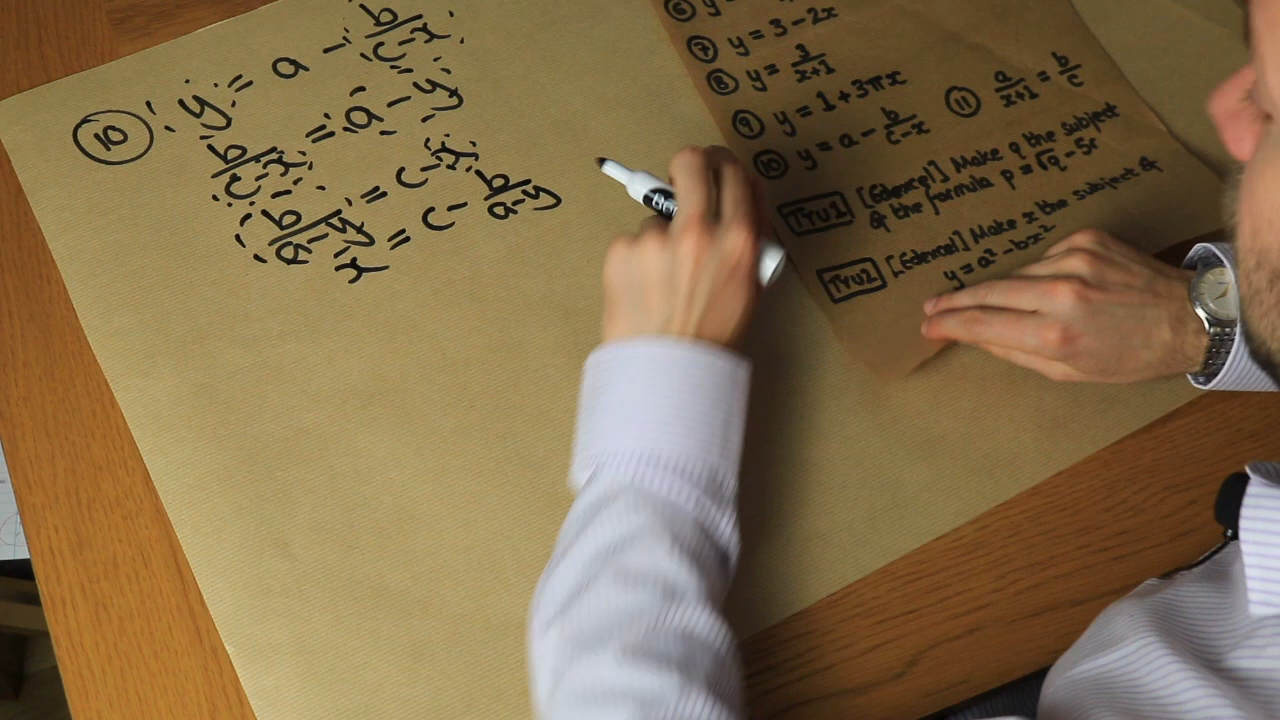 ⑩ y = a - b/(c-x)
b/(c-x) = a - y
c - x = b/(a-y)
x = c - b/(a-y)
⑦ y = 3 - 2x
⑧ y = 3/(x+1)
⑨ y = 1 + 3πx
⑩ y = a - b/(c-x) ⑪ a/(x+1) = b/c
TYU1 [Edexcel] Make q the subject
of the formula p = √q - 5r
TYU2 [Edexcel] Make x the subject of
y = a² - bx²